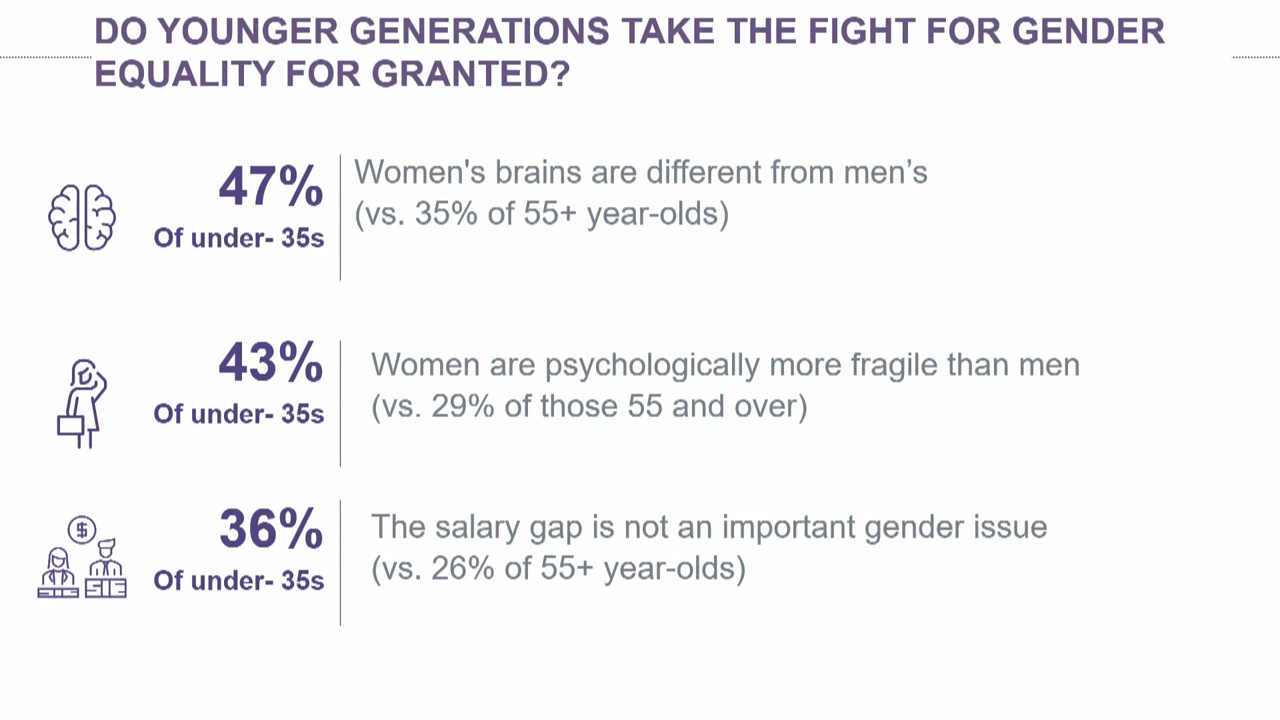 DO YOUNGER GENERATIONS TAKE THE FIGHT FOR GENDER
EQUALITY FOR GRANTED?
47%
Of under- 35s
Women's brains are different from men’s
(vs. 35% of 55+ year-olds)
43%
Of under- 35s
Women are psychologically more fragile than men
(vs. 29% of those 55 and over)
$
36%
Of under- 35s
The salary gap is not an important gender issue
(vs. 26% of 55+ year-olds)